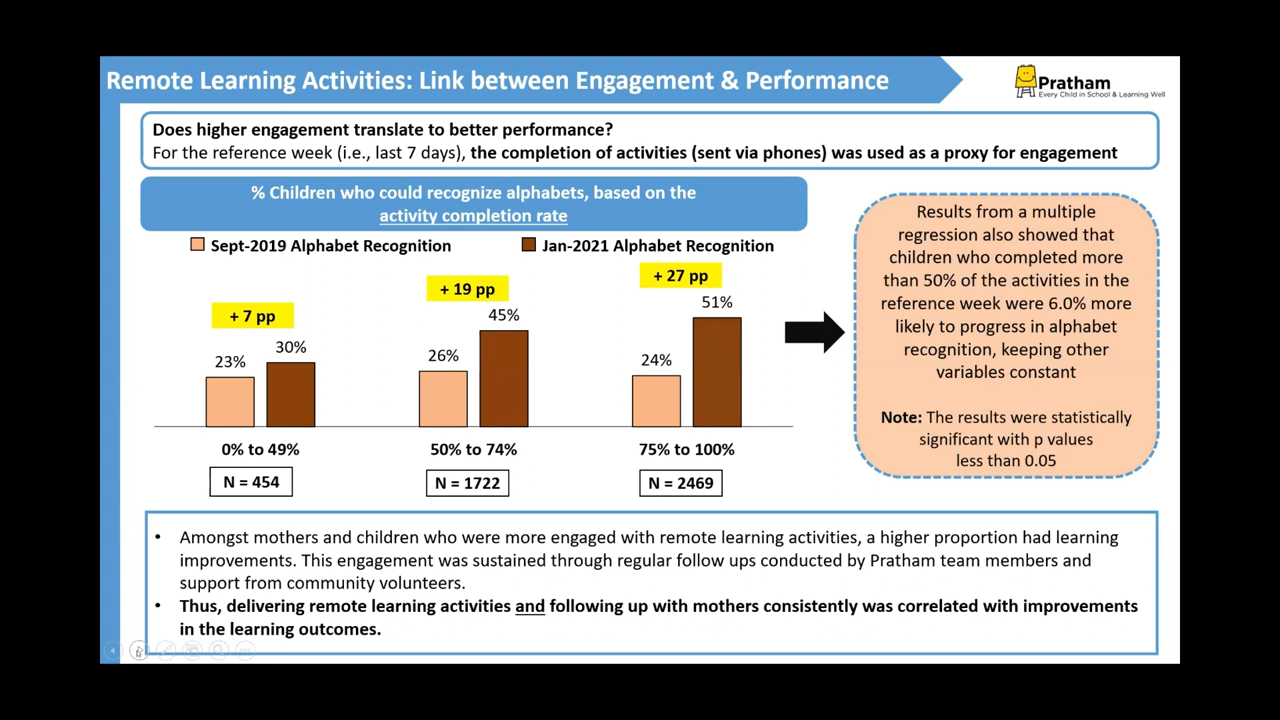 Remote Learning Activities: Link between Engagement & Performance
Pratham
Every Child in School & Learning Well
Does higher engagement translate to better performance?
For the reference week (i.e., last 7 days), the completion of activities (sent via phones) was used as a proxy for engagement
% Children who could recognize alphabets, based on the
activity completion rate
Sept-2019 Alphabet Recognition
Jan-2021 Alphabet Recognition
+ 7 pp
+ 19 pp
+ 27 pp
23%
30%
26%
45%
24%
51%
0% to 49%
50% to 74%
75% to 100%
N = 454
N = 1722
N = 2469
Results from a multiple
regression also showed that
children who completed more
than 50% of the activities in the
reference week were 6.0% more
likely to progress in alphabet
recognition, keeping other
variables constant
Note: The results were statistically
significant with p values
less than 0.05
• Amongst mothers and children who were more engaged with remote learning activities, a higher proportion had learning
improvements. This engagement was sustained through regular follow ups conducted by Pratham team members and
support from community volunteers.
• Thus, delivering remote learning activities and following up with mothers consistently was correlated with improvements
in the learning outcomes.